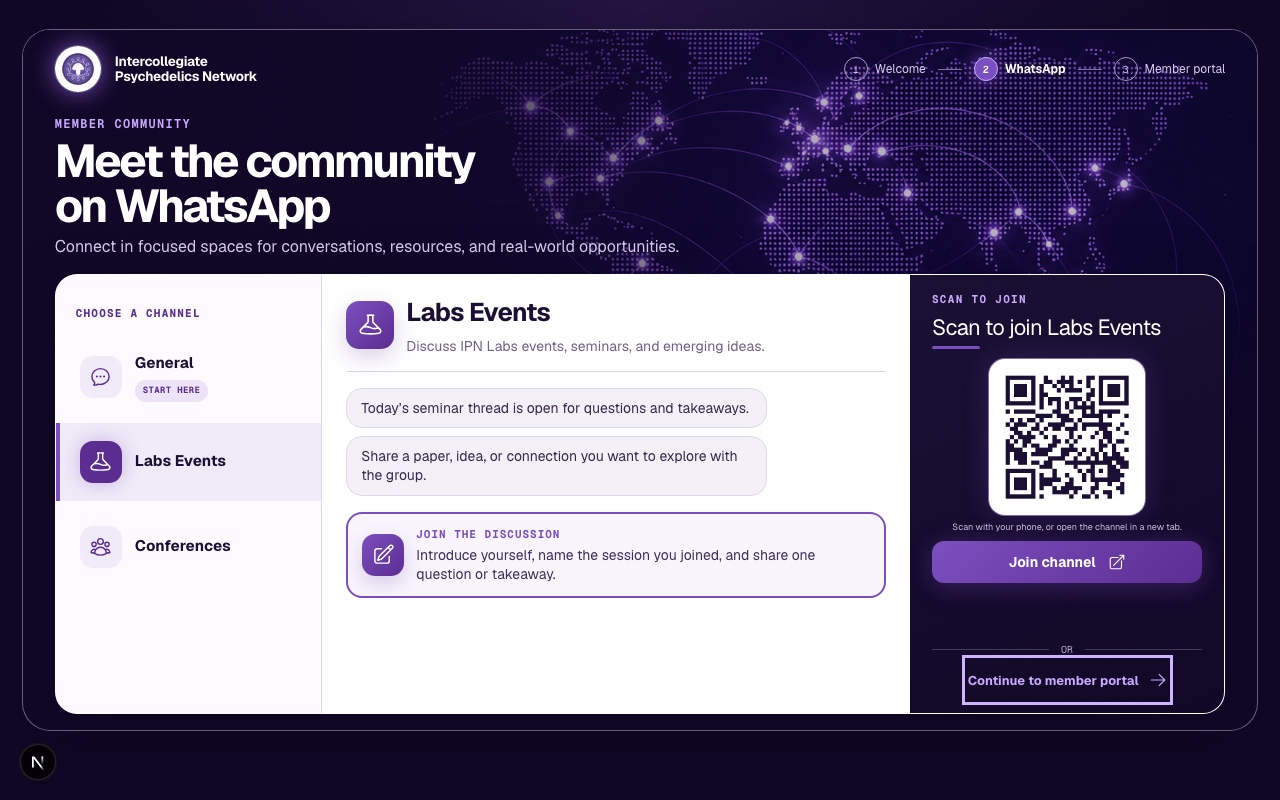 Intercollegiate
Psychedelics Network
1 Welcome
2 WhatsApp
3 Member portal
MEMBER COMMUNITY
Meet the community
on WhatsApp
Connect in focused spaces for conversations, resources, and real-world opportunities.
CHOOSE A CHANNEL
General
START HERE
Labs Events
Conferences
Labs Events
Discuss IPN Labs events, seminars, and emerging ideas.
Today's seminar thread is open for questions and takeaways.
Share a paper, idea, or connection you want to explore with
the group.
JOIN THE DISCUSSION
Introduce yourself, name the session you joined, and share one
question or takeaway.
SCAN TO JOIN
Scan to join Labs Events
Scan with your phone, or open the channel in a new tab.
Join channel
OR
Continue to member portal
N